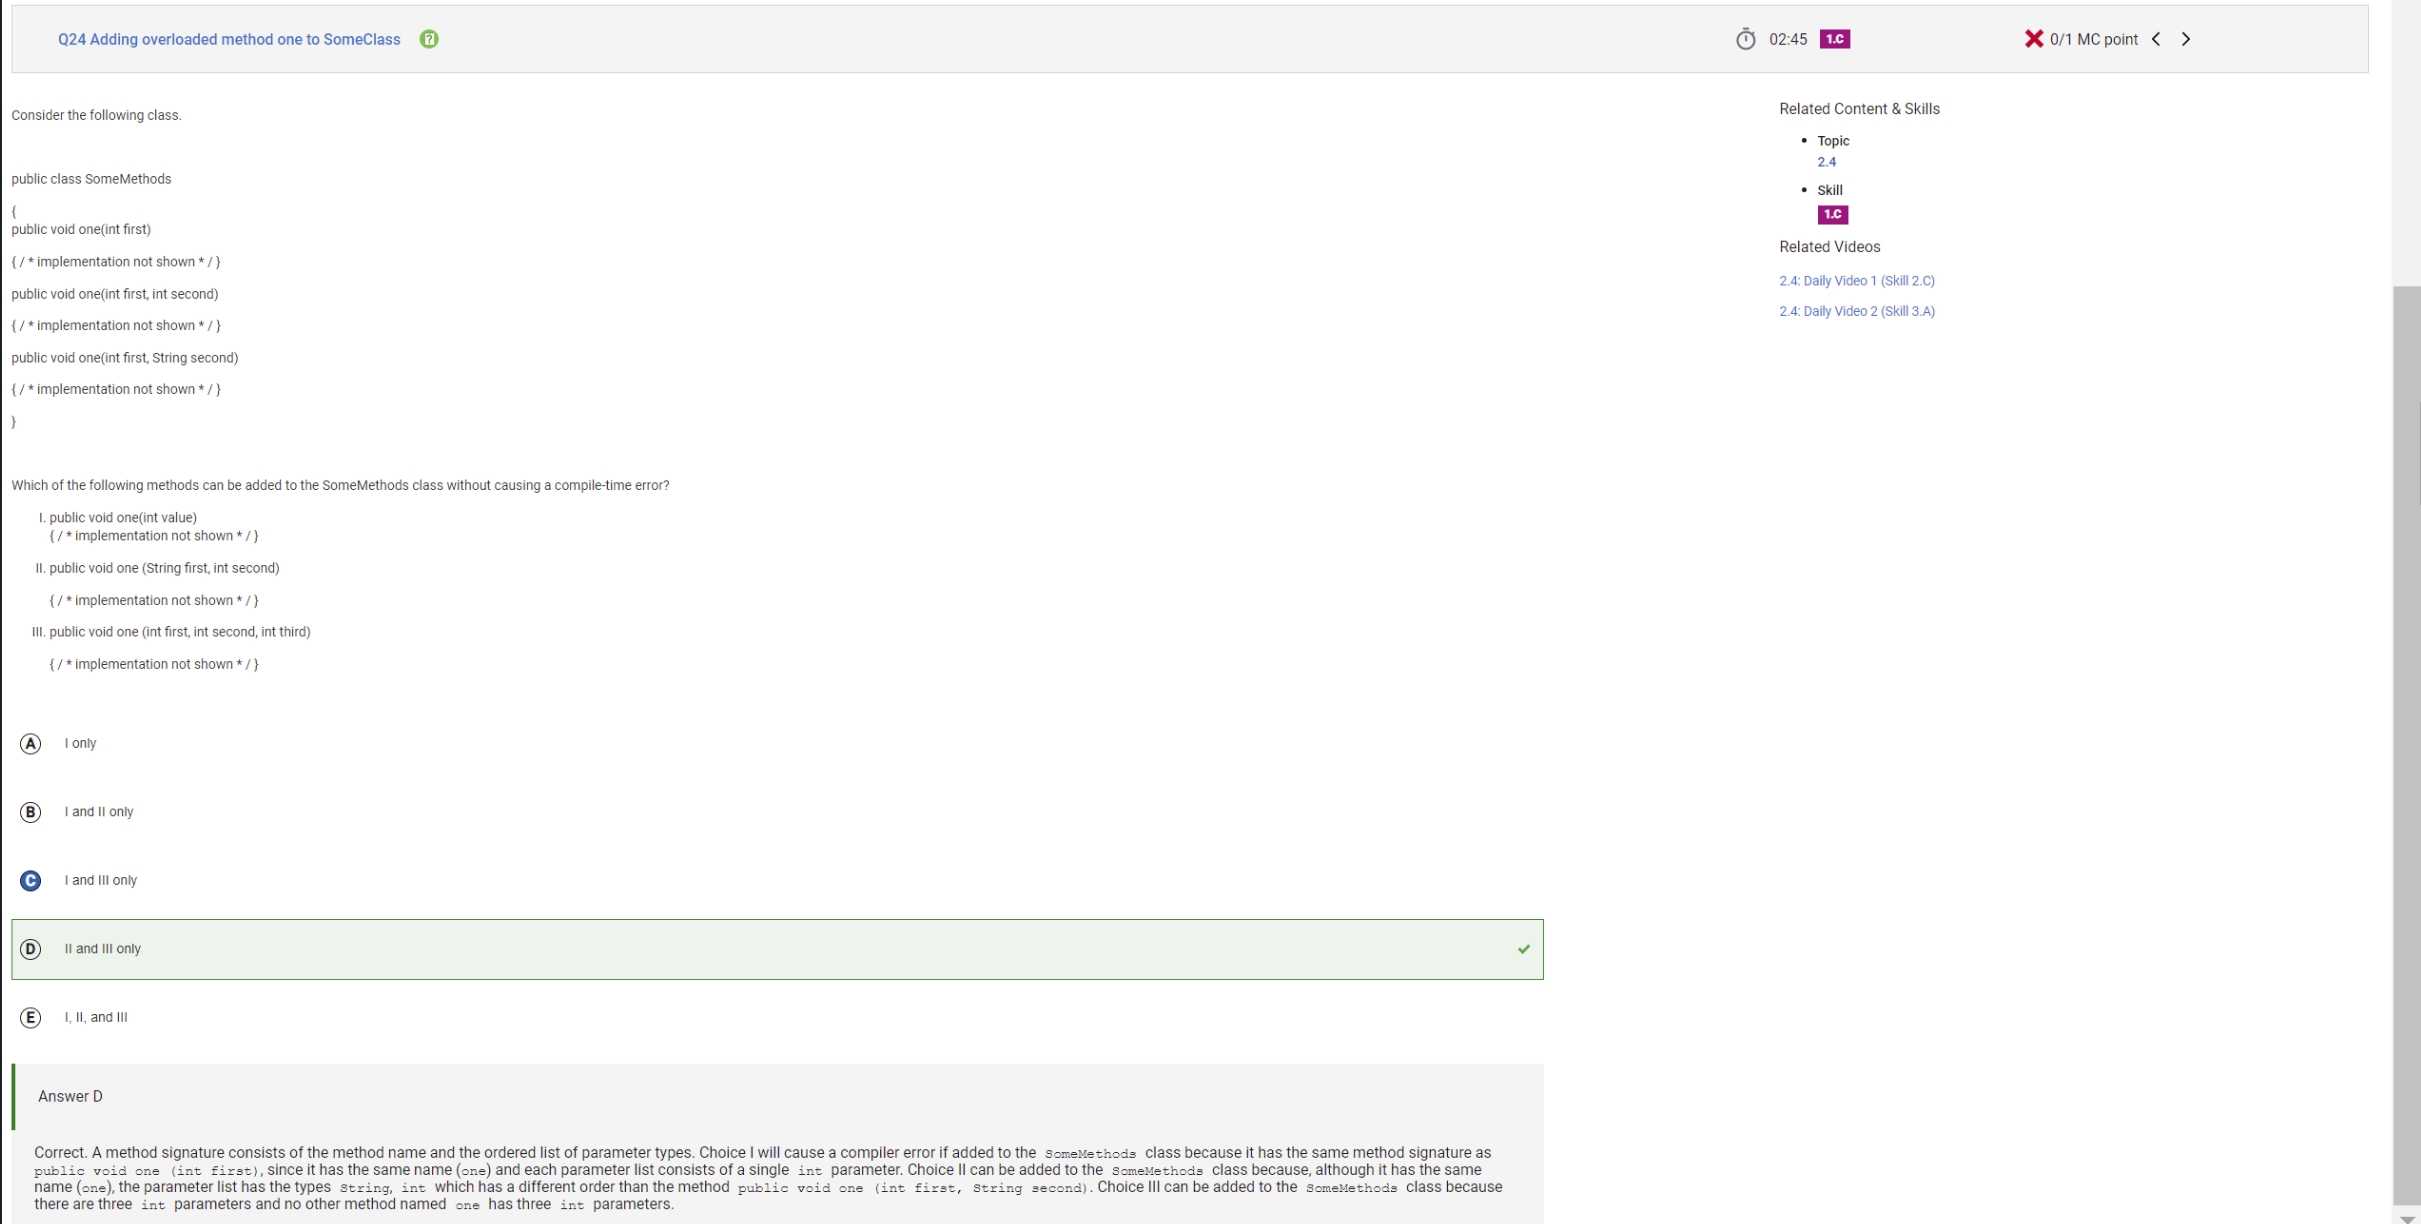 Q24 Adding overloaded method one to SomeClass
02:45 1.C
0/1 MC point
Consider the following class.
public class SomeMethods
{
public void one(int first)
{ / * implementation not shown * / }
public void one(int first, int second)
{ / * implementation not shown * / }
public void one(int first, String second)
{ / * implementation not shown * / }
}
Which of the following methods can be added to the SomeMethods class without causing a compile-time error?
I. public void one(int value)
{ / * implementation not shown * / }
II. public void one (String first, int second)
{ / * implementation not shown * / }
III. public void one (int first, int second, int third)
{ / * implementation not shown * / }
A I only
B I and II only
C I and III only
D II and III only
E I, II, and III
Answer D
Correct. A method signature consists of the method name and the ordered list of parameter types. Choice I will cause a compiler error if added to the SomeMethods class because it has the same method signature as
public void one (int first), since it has the same name (one) and each parameter list consists of a single int parameter. Choice II can be added to the SomeMethods class because, although it has the same
name (one), the parameter list has the types String, int which has a different order than the method public void one (int first, String second). Choice III can be added to the SomeMethods class because
there are three int parameters and no other method named one has three int parameters.
Related Content & Skills
Topic
2.4
Skill
1.C
Related Videos
2.4: Daily Video 1 (Skill 2.C)
2.4: Daily Video 2 (Skill 3.A)